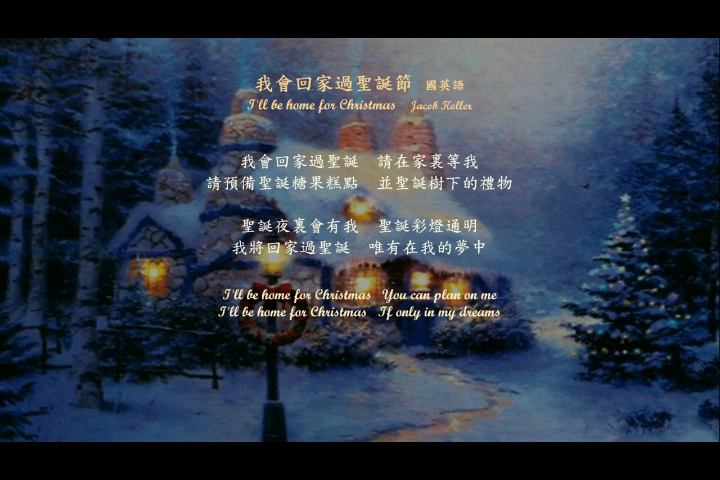 我會回家過聖誕節 國英語
I'll be home for Christmas Jacob Koller
我會回家過聖誕 請在家裏等我
請預備聖誕糖果糕點 並聖誕樹下的禮物
聖誕夜裏會有我 聖誕彩燈通明
我將回家過聖誕 唯有在我的夢中
I'll be home for Christmas You can plan on me
I'll be home for Christmas If only in my dreams